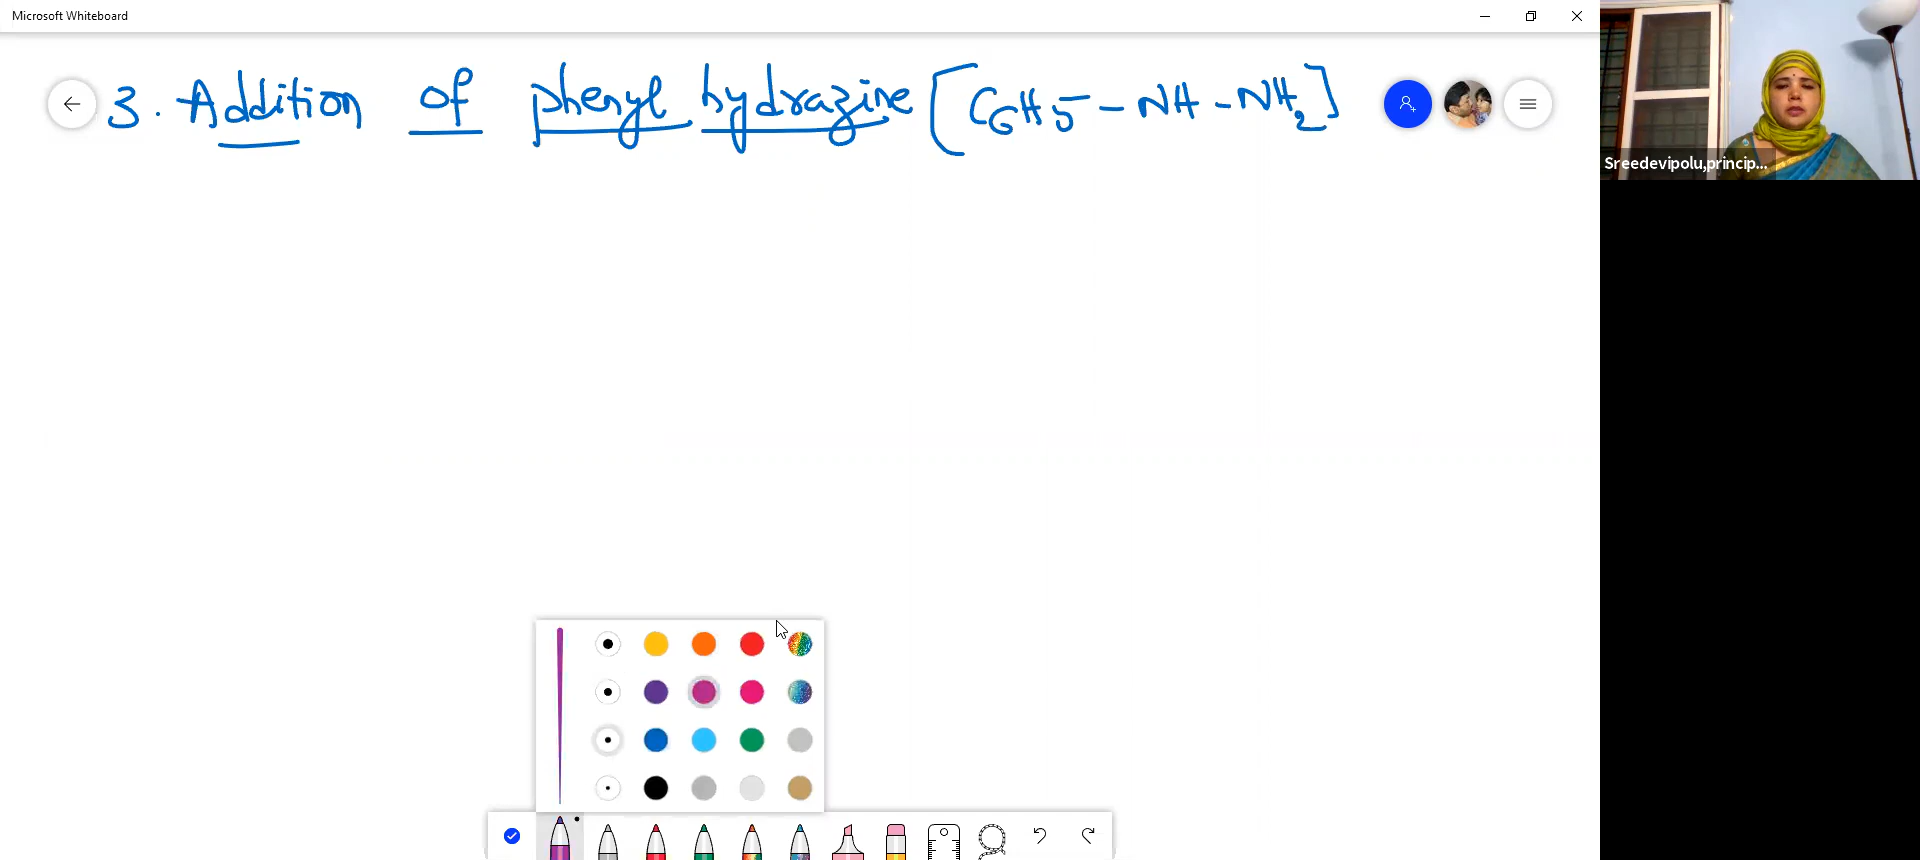 Microsoft Whiteboard
3. Addition of phenyl hydrazine [C6H5 - NH - NH2]
Sreedevipolu,princip...